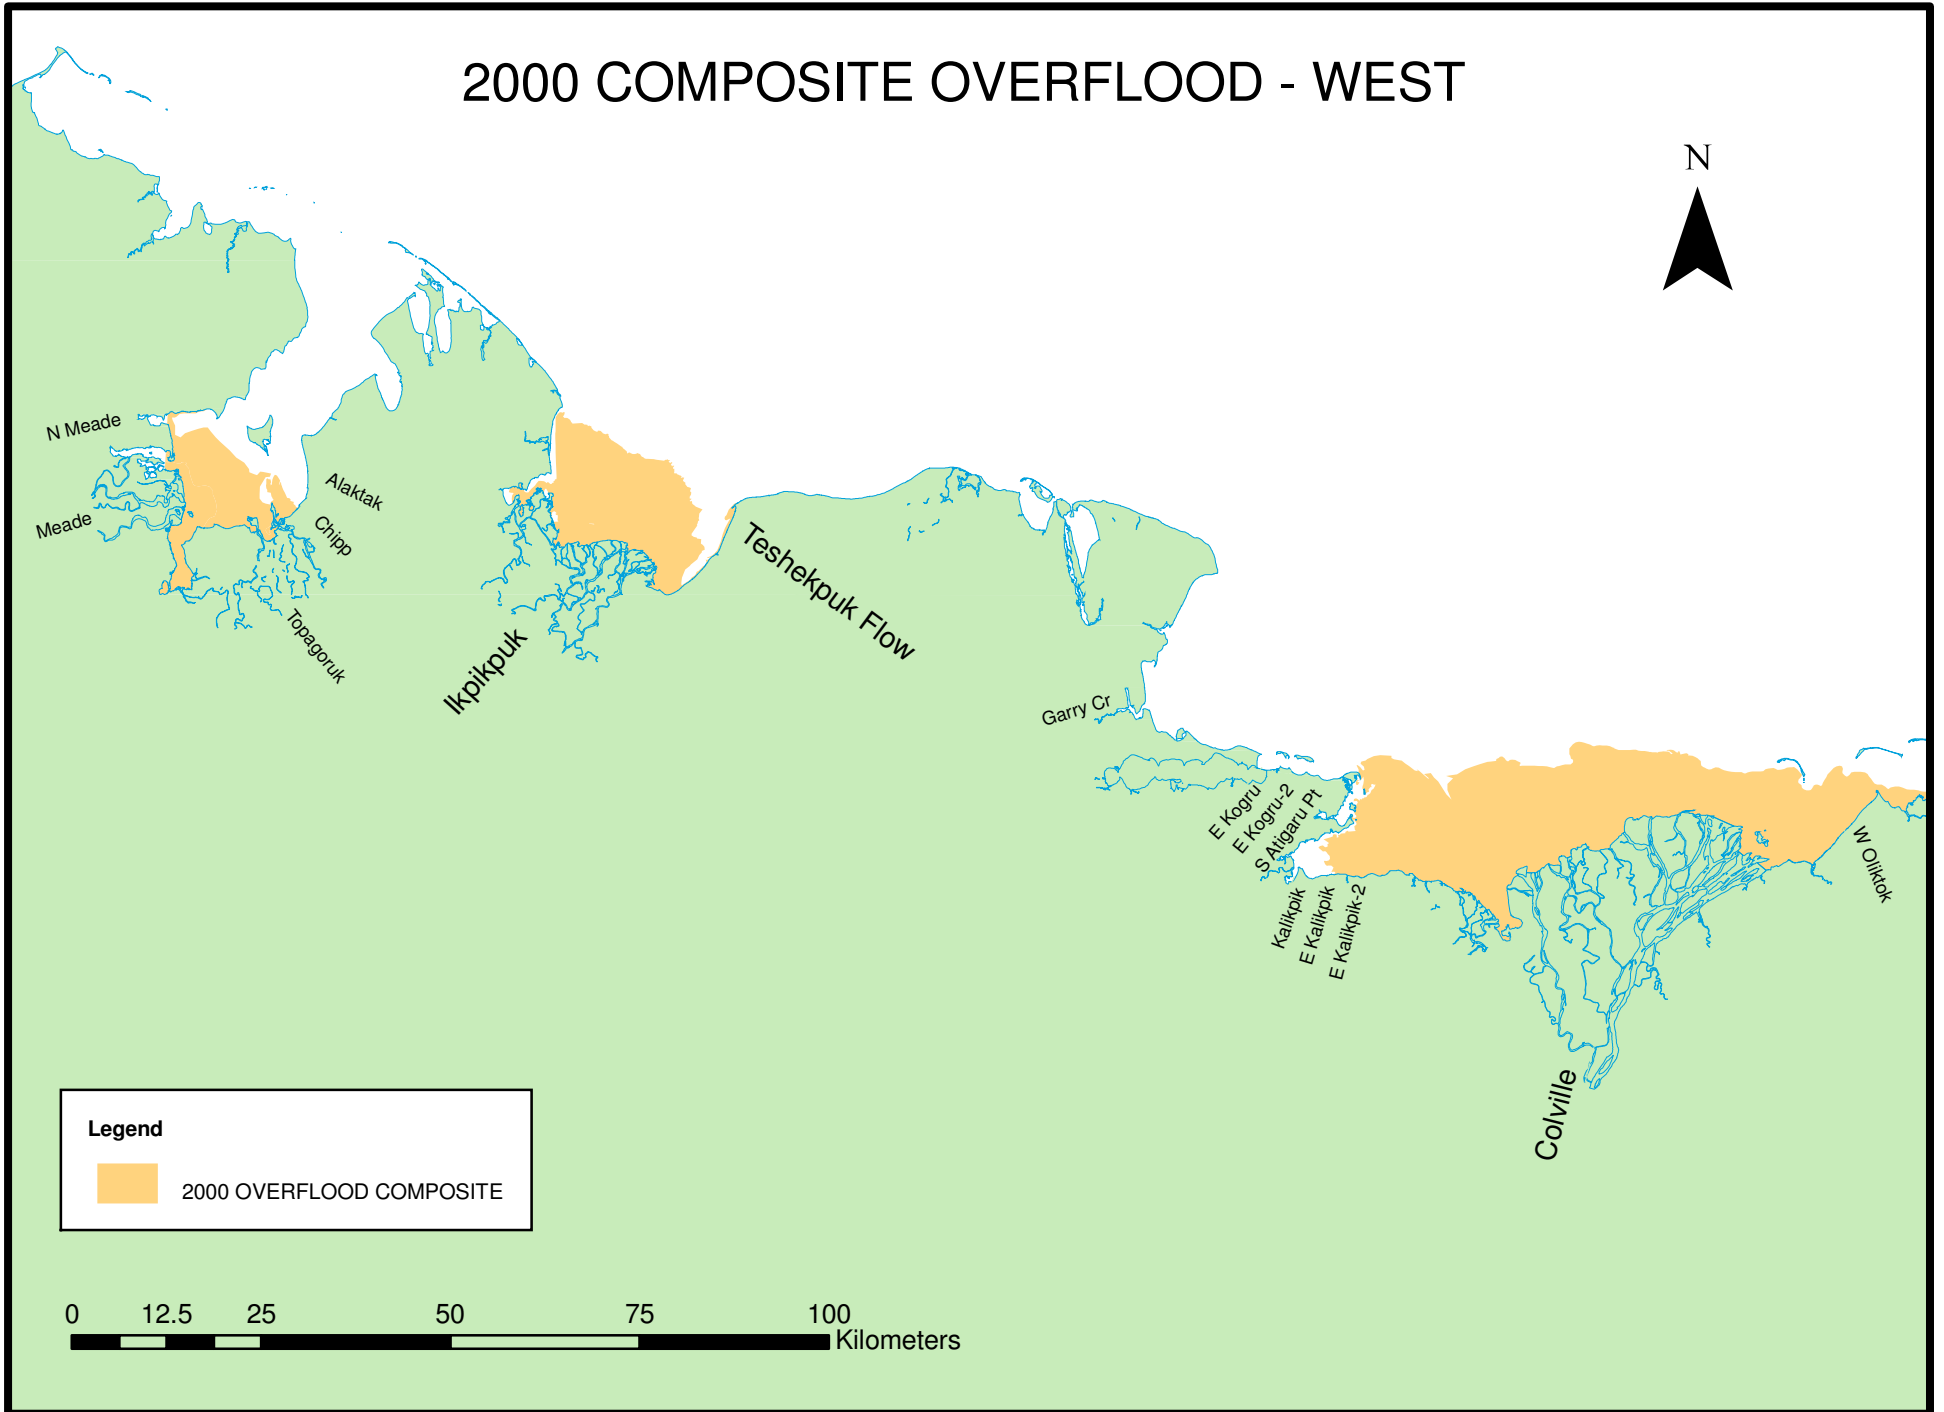 2000 COMPOSITE OVERFLOOD - WEST
N
N Meade
Meade
Alaktak
Chipp
Topagoruk
Ikpikpuk
Teshekpuk Flow
Garry Cr
E Kogru
E Kogru-2
S Atigaru Pt
Kalikpik
E Kalikpik
E Kalikpik-2
W Oliktok
Colville
Legend
2000 OVERFLOOD COMPOSITE
0 12.5 25 50 75 100
Kilometers